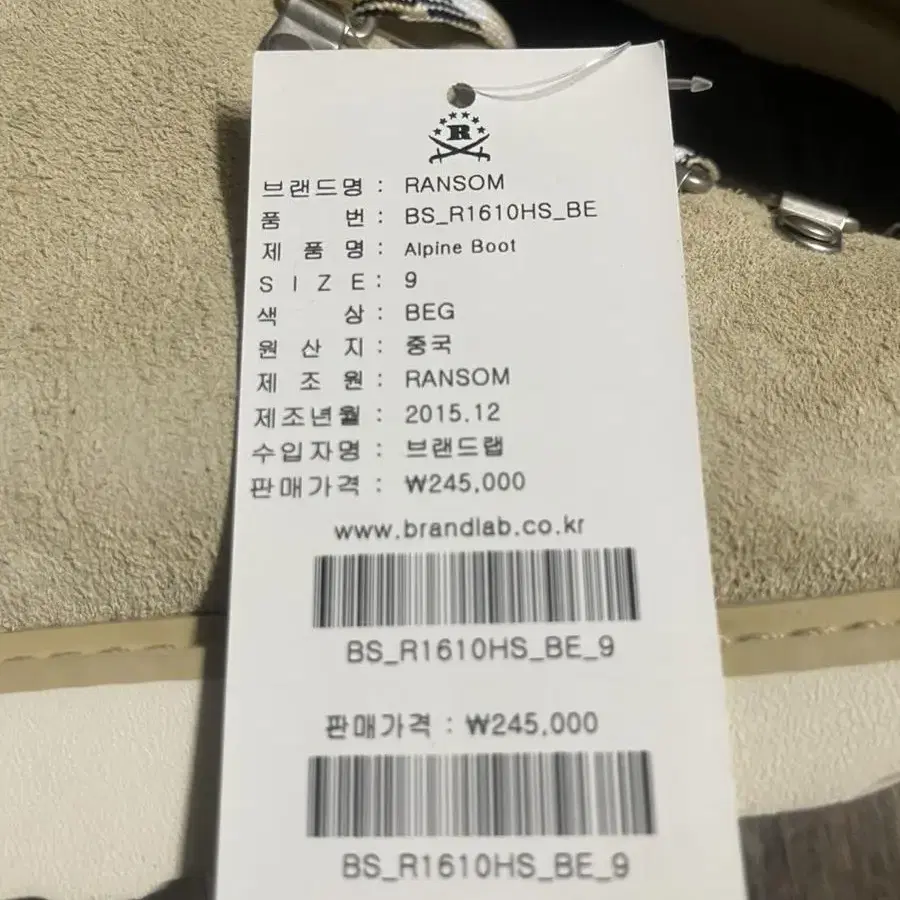 R
브랜드명 : RANSOM
품 번 : BS_R1610HS_BE
제 품 명 : Alpine Boot
S I Z E : 9
색 상 : BEG
원 산 지 : 중국
제 조 원 : RANSOM
제조년월 : 2015.12
수입자명 : 브랜드랩
판매가격 : ₩245,000
www.brandlab.co.kr
BS_R1610HS_BE_9
판매가격 : ₩245,000
BS_R1610HS_BE_9